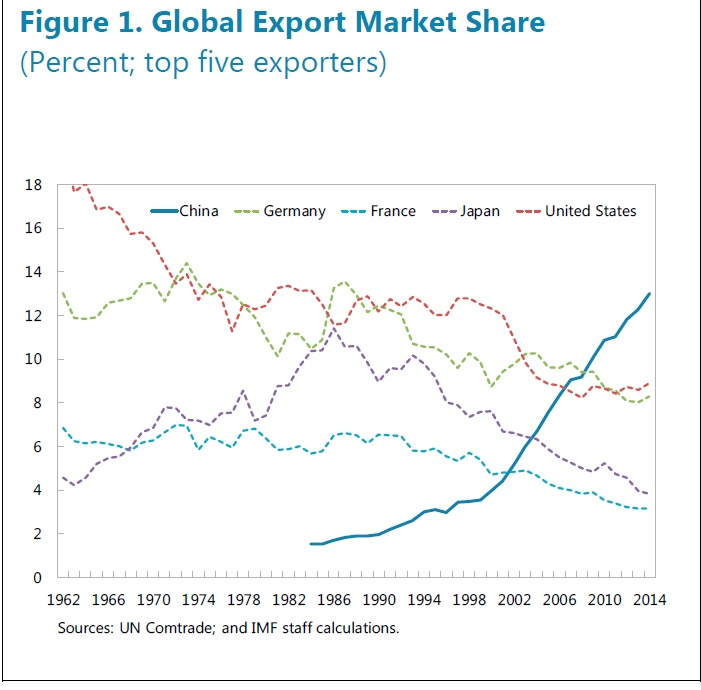 Figure 1. Global Export Market Share
(Percent; top five exporters)
18
China Germany France Japan United States
16
14
12
10
8
6
4
2
0
1962 1966 1970 1974 1978 1982 1986 1990 1994 1998 2002 2006 2010 2014
Sources: UN Comtrade; and IMF staff calculations.